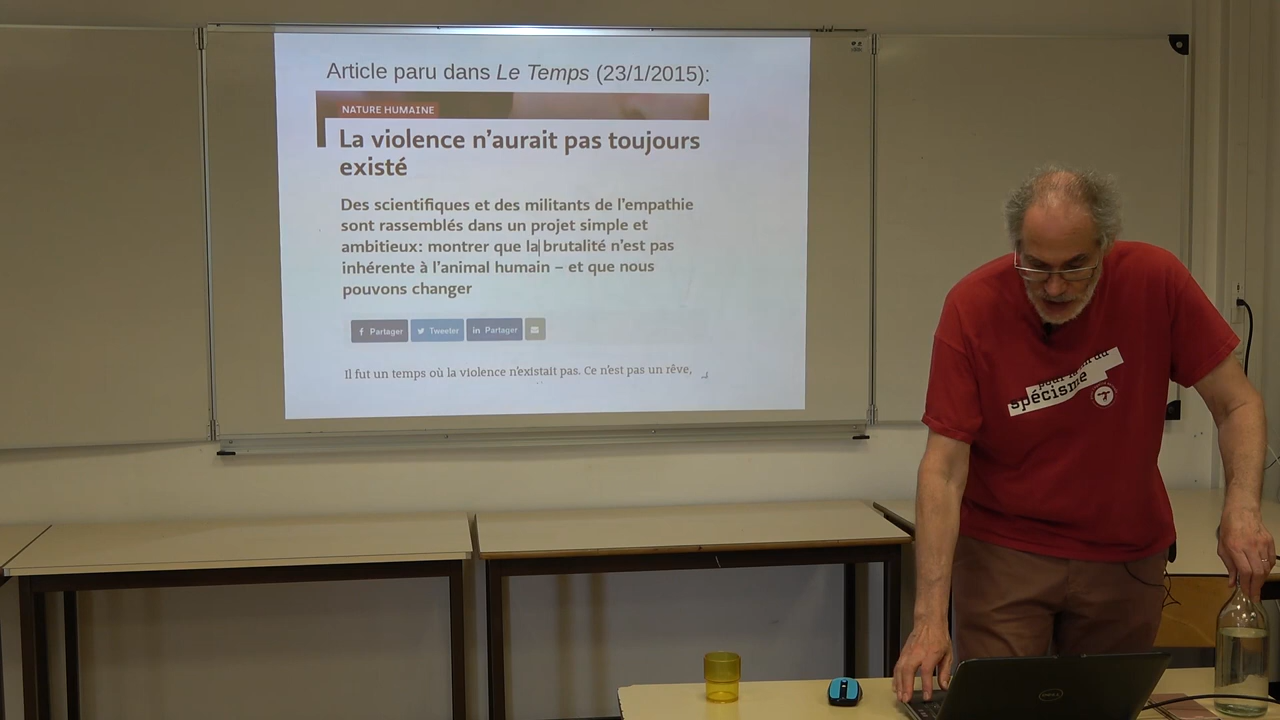 Article paru dans Le Temps (23/1/2015):
NATURE HUMAINE
La violence n’aurait pas toujours
existé
Des scientifiques et des militants de l’empathie
sont rassemblés dans un projet simple et
ambitieux: montrer que la brutalité n’est pas
inhérente à l’animal humain – et que nous
pouvons changer
Partager Tweeter Partager
Il fut un temps où la violence n’existait pas. Ce n’est pas un rêve,
spécisme
DELL